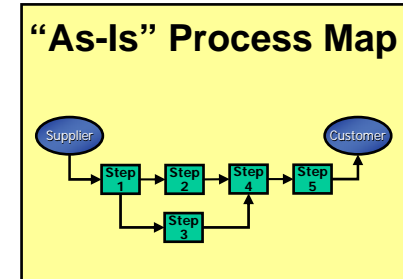 “As-Is” Process Map
Supplier
Customer
Step
1
Step
2
Step
4
Step
5
Step
3